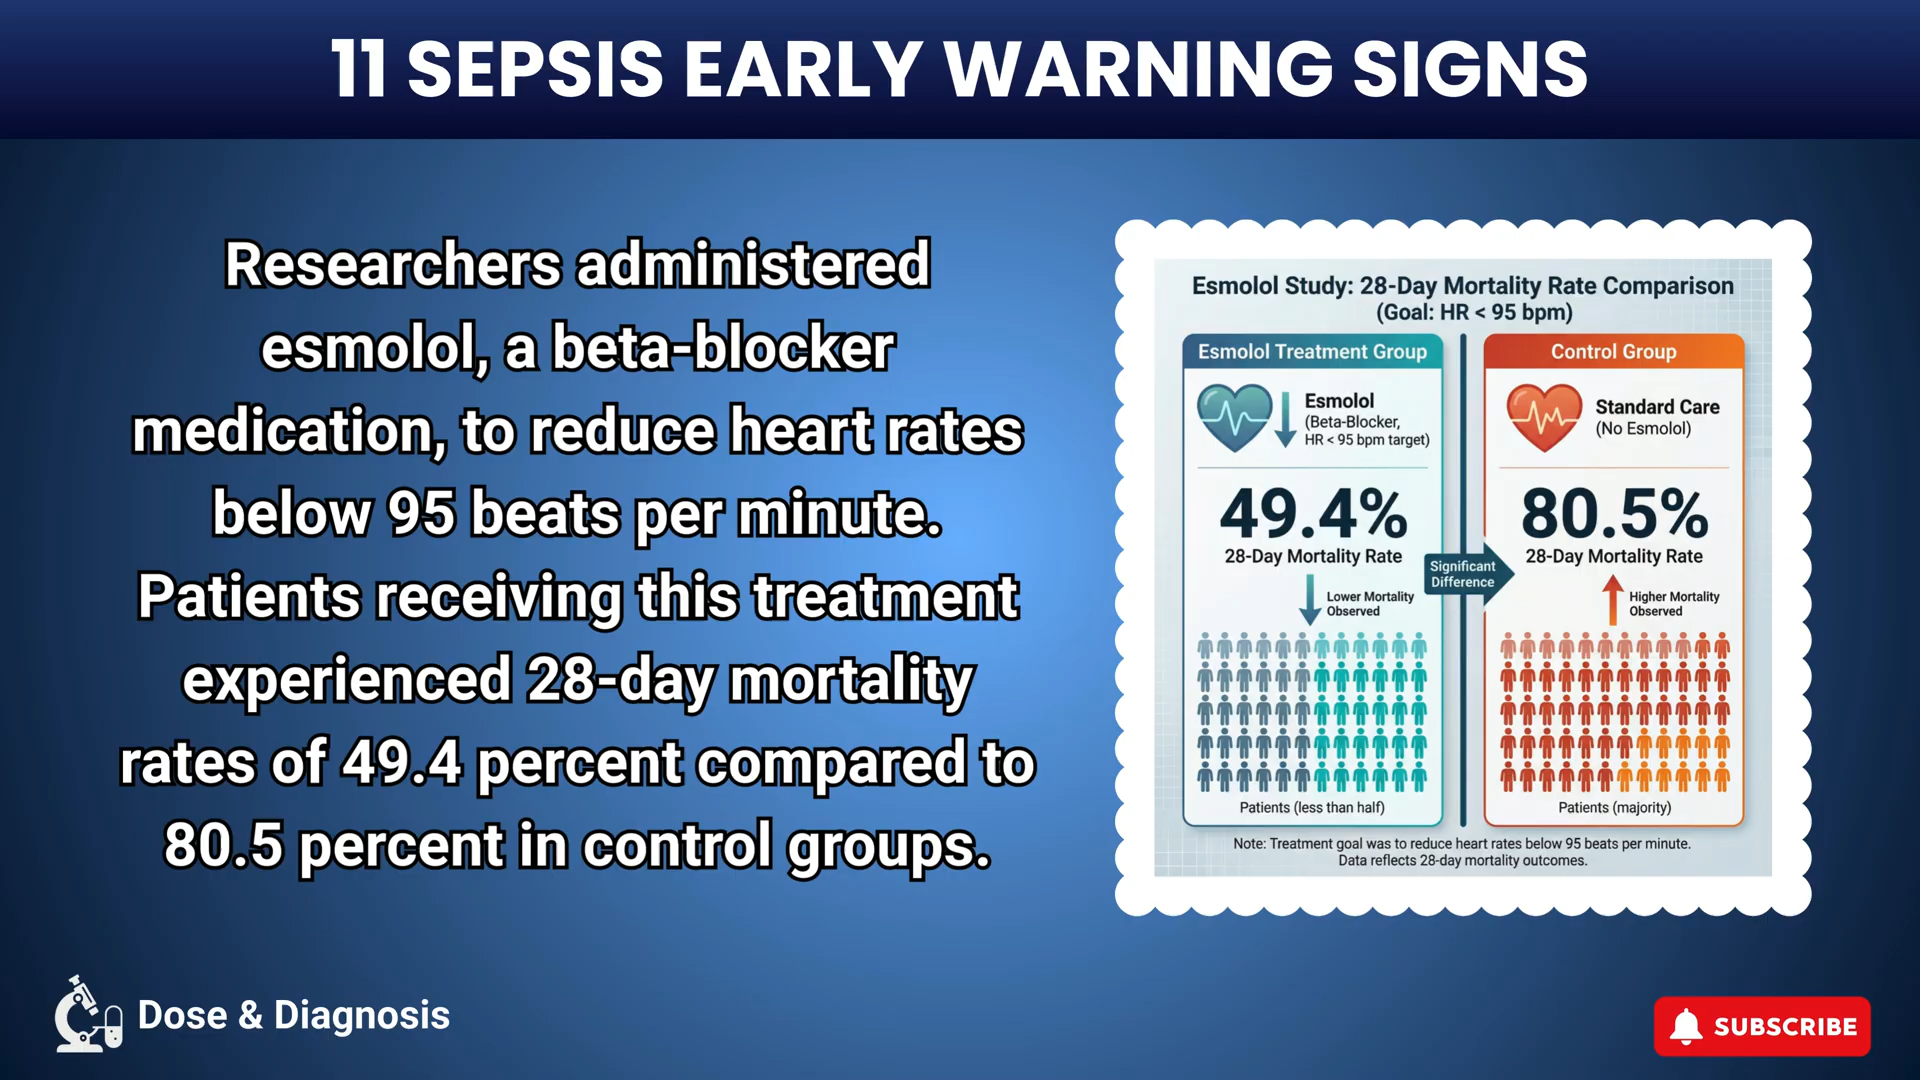 11 SEPSIS EARLY WARNING SIGNS
Researchers administered
esmolol, a beta-blocker
medication, to reduce heart rates
below 95 beats per minute.
Patients receiving this treatment
experienced 28-day mortality
rates of 49.4 percent compared to
80.5 percent in control groups.
Esmolol Study: 28-Day Mortality Rate Comparison
(Goal: HR < 95 bpm)
Esmolol Treatment Group
Esmolol
(Beta-Blocker,
HR < 95 bpm target)
49.4%
28-Day Mortality Rate
Lower Mortality
Observed
Patients (less than half)
Significant
Difference
Control Group
Standard Care
(No Esmolol)
80.5%
28-Day Mortality Rate
Higher Mortality
Observed
Patients (majority)
Note: Treatment goal was to reduce heart rates below 95 beats per minute.
Data reflects 28-day mortality outcomes.
Dose & Diagnosis
SUBSCRIBE